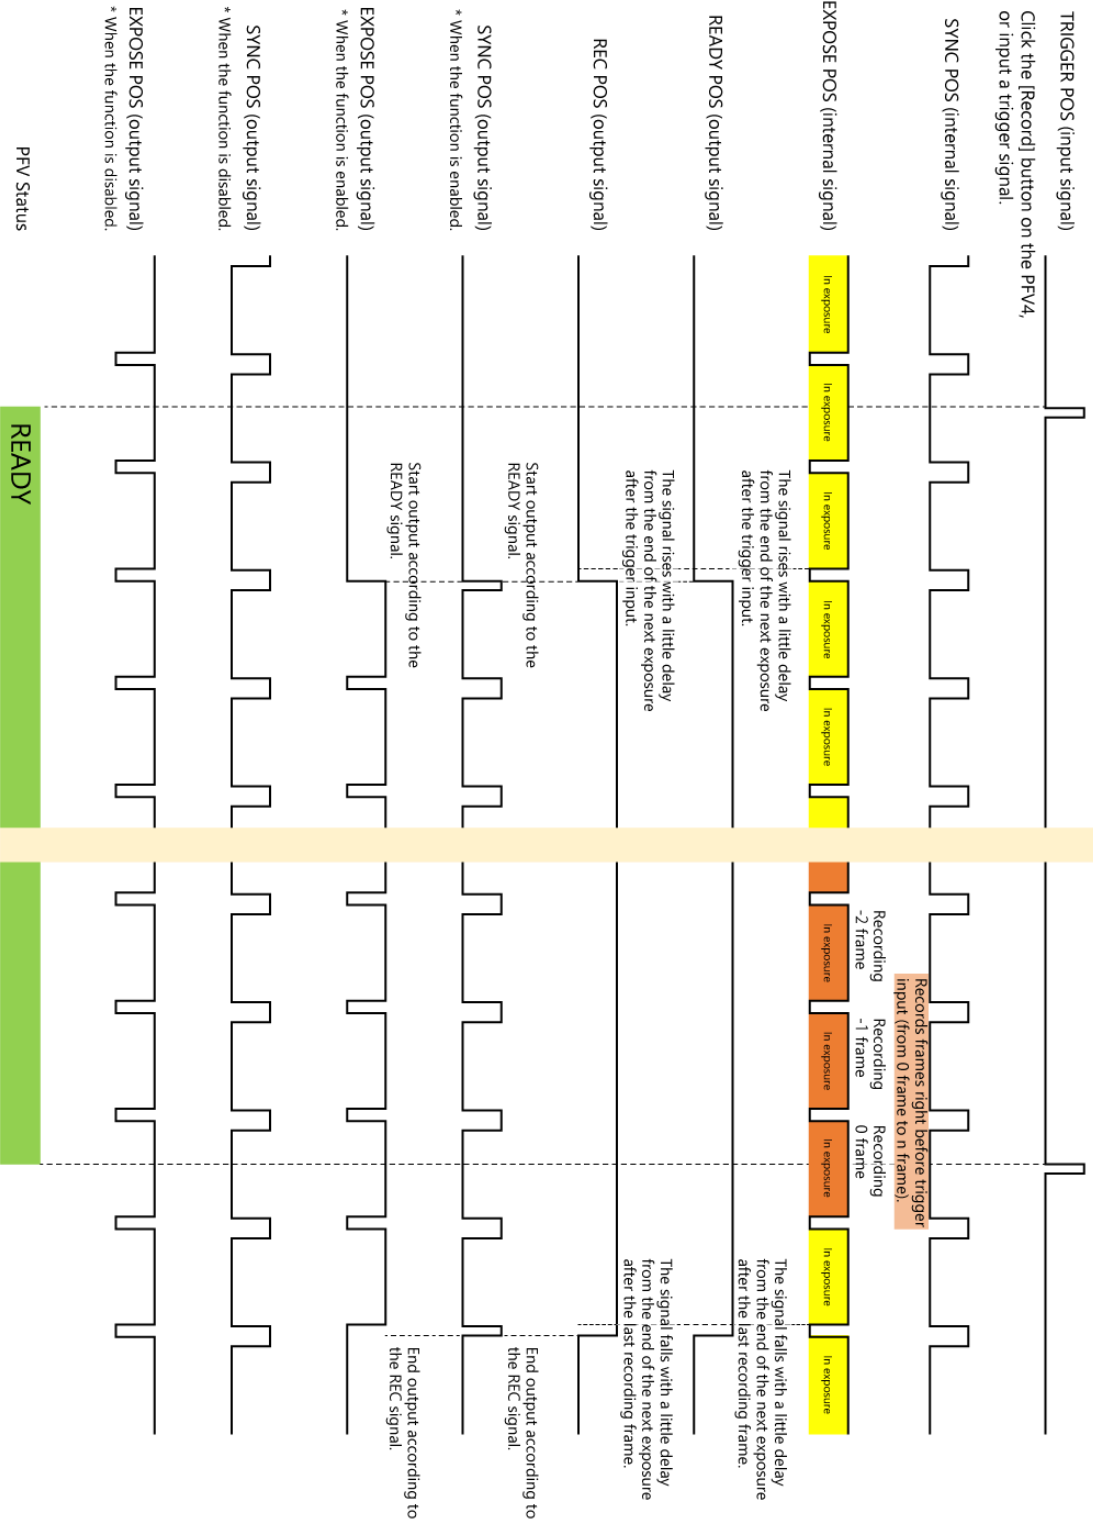 TRIGGER POS (input signal)
Click the [Record] button on the PFV4,
or input a trigger signal.
SYNC POS (internal signal)
Records frames right before trigger
input (from 0 frame to n frame).
Recording
-2 frame
Recording
-1 frame
Recording
0 frame
EXPOSE POS (internal signal)
In exposure
In exposure
In exposure
In exposure
In exposure
In exposure
In exposure
In exposure
In exposure
In exposure
READY POS (output signal)
The signal rises with a little delay
from the end of the next exposure
after the trigger input.
The signal falls with a little delay
from the end of the next exposure
after the last recording frame.
REC POS (output signal)
The signal rises with a little delay
from the end of the next exposure
after the trigger input.
The signal falls with a little delay
from the end of the next exposure
after the last recording frame.
SYNC POS (output signal)
* When the function is enabled.
Start output according to the
READY signal.
End output according to
the REC signal.
EXPOSE POS (output signal)
* When the function is enabled.
Start output according to the
READY signal.
End output according to
the REC signal.
SYNC POS (output signal)
* When the function is disabled.
EXPOSE POS (output signal)
* When the function is disabled.
PFV Status
READY